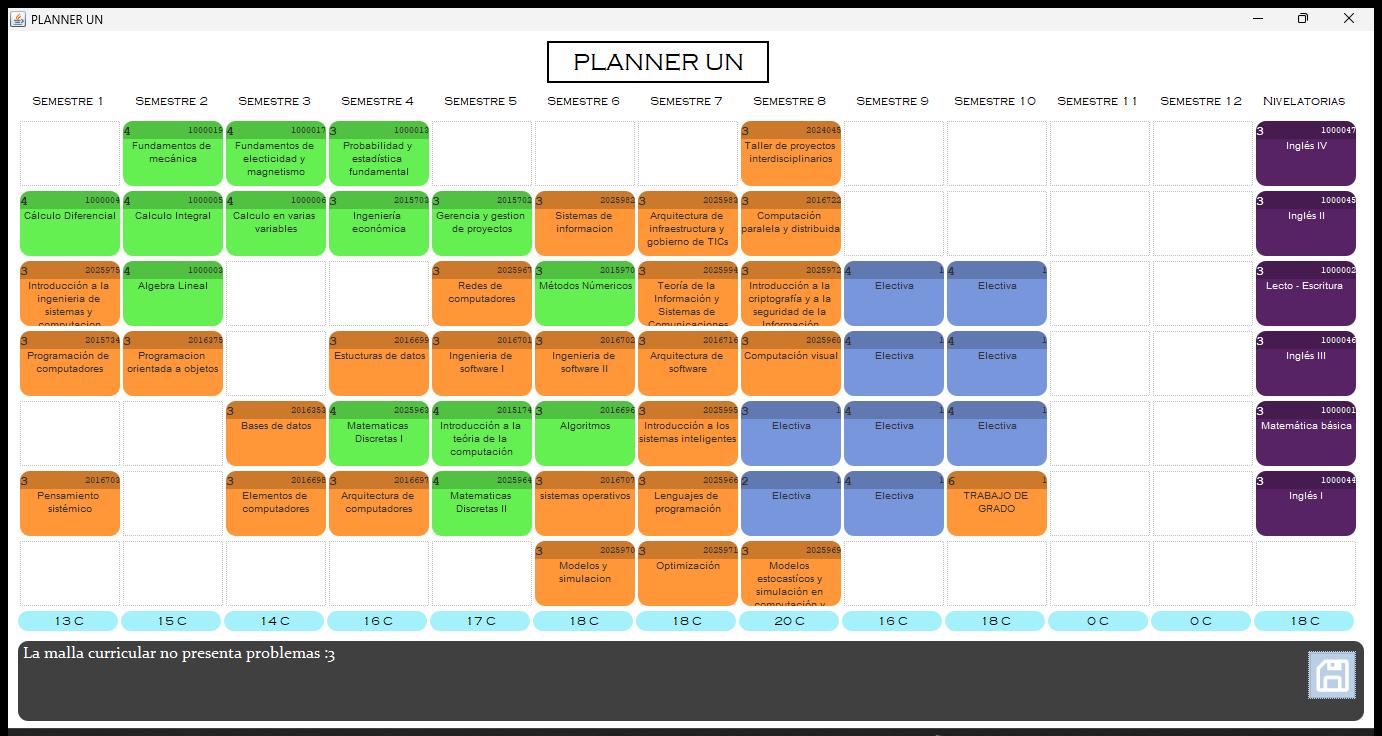 PLANNER UN
PLANNER UN
Semestre 1 Semestre 2 Semestre 3 Semestre 4 Semestre 5 Semestre 6 Semestre 7 Semestre 8 Semestre 9 Semestre 10 Semestre 11 Semestre 12 Nivelatorias
4 1000019
Fundamentos de
mecánica
4 1000017
Fundamentos de
electicidad y
magnetismo
3 1000013
Probabilidad y
estadística
fundamental
3 2024045
Taller de proyectos
interdisciplinarios
3 1000047
Inglés IV
4 1000004
Cálculo Diferencial
4 1000005
Calculo Integral
4 1000006
Calculo en varias
variables
3 2015703
Ingeniería
económica
3 2015702
Gerencia y gestion
de proyectos
3 2025982
Sistemas de
informacion
3 2025983
Arquitectura de
infraestructura y
gobierno de TICs
3 2016722
Computación
paralela y distribuida
3 1000045
Inglés II
3 2025975
Introducción a la
ingenieria de
sistemas y
computacion
4 1000003
Algebra Lineal
3 2025967
Redes de
computadores
3 2015970
Métodos Númericos
3 2025994
Teoría de la
Información y
Sistemas de
Comunicaciones
3 2025972
Introducción a la
criptografía y a la
seguridad de la
Información
4 1
Electiva
4 1
Electiva
3 1000002
Lecto - Escritura
3 2015734
Programación de
computadores
3 2016375
Programacion
orientada a objetos
3 2016699
Estucturas de datos
3 2016701
Ingenieria de
software I
3 2016702
Ingenieria de
software II
3 2016716
Arquitectura de
software
3 2025960
Computación visual
4 1
Electiva
4 1
Electiva
3 1000046
Inglés III
3 2016353
Bases de datos
4 2025963
Matematicas
Discretas I
4 2015174
Introducción a la
teória de la
computación
3 2016696
Algoritmos
3 2025995
Introducción a los
sistemas inteligentes
3 1
Electiva
4 1
Electiva
4 1
Electiva
3 1000001
Matemática básica
3 2016703
Pensamiento
sistémico
3 2016698
Elementos de
computadores
3 2016697
Arquitectura de
computadores
4 2025964
Matematicas
Discretas II
3 2016707
sistemas operativos
3 2025966
Lenguajes de
programación
2 1
Electiva
4 1
Electiva
6 1
TRABAJO DE
GRADO
3 1000044
Inglés I
3 2025970
Modelos y
simulacion
3 2025971
Optimización
3 2025969
Modelos
estocastícos y
simulación en
computación y
13 C 15 C 14 C 16 C 17 C 18 C 18 C 20 C 16 C 18 C 0 C 0 C 18 C
La malla curricular no presenta problemas :3